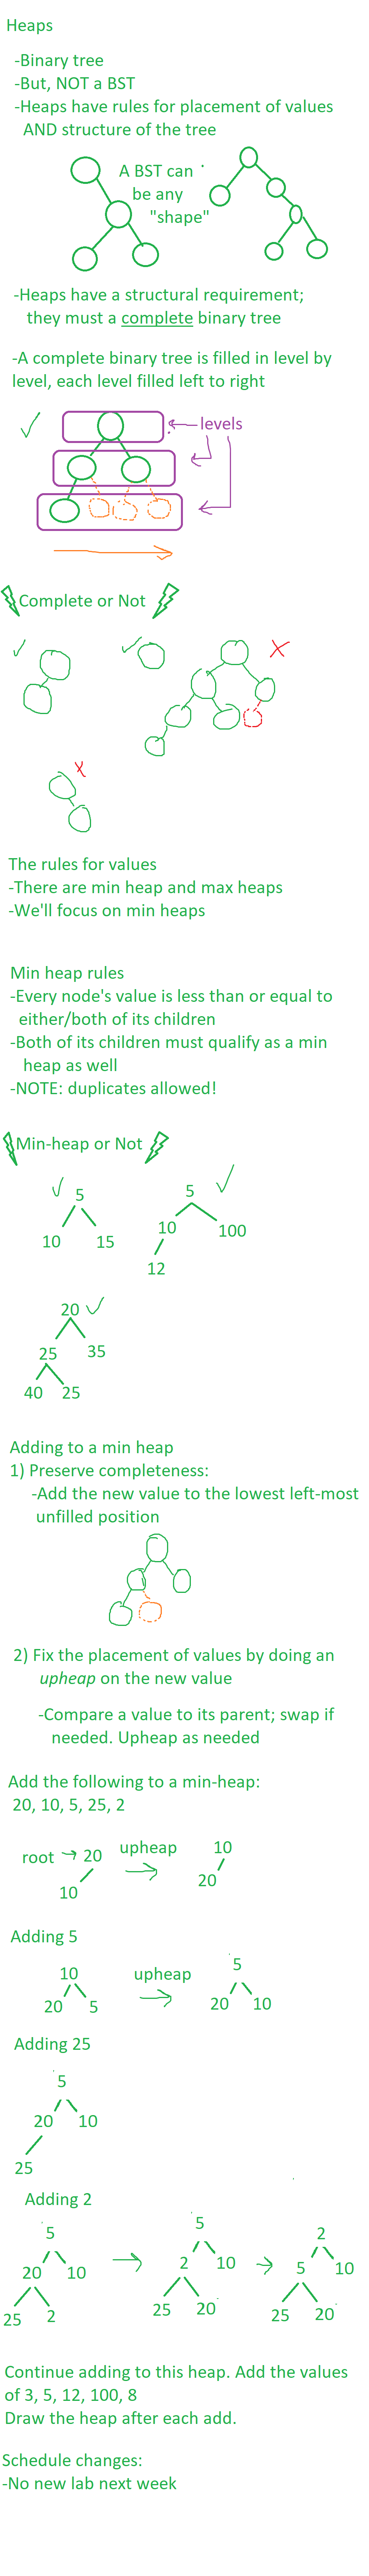 Heaps
-Binary tree
-But, NOT a BST
-Heaps have rules for placement of values
AND structure of the tree
A BST can
be any
"shape"
-Heaps have a structural requirement;
they must a complete binary tree
-A complete binary tree is filled in level by
level, each level filled left to right
levels
Complete or Not
The rules for values
-There are min heap and max heaps
-We'll focus on min heaps
Min heap rules
-Every node's value is less than or equal to
either/both of its children
-Both of its children must qualify as a min
heap as well
-NOTE: duplicates allowed!
Min-heap or Not
5
10 15
5
10 100
12
20
25 35
40 25
Adding to a min heap
1) Preserve completeness:
-Add the new value to the lowest left-most
unfilled position
2) Fix the placement of values by doing an
upheap on the new value
-Compare a value to its parent; swap if
needed. Upheap as needed
Add the following to a min-heap:
20, 10, 5, 25, 2
root 20 upheap 10
10 20
Adding 5
10 upheap 5
20 5 20 10
Adding 25
5
20 10
25
Adding 2
5 5 2
20 10 2 10 5 10
25 2 25 20 25 20
Continue adding to this heap. Add the values
of 3, 5, 12, 100, 8
Draw the heap after each add.
Schedule changes:
-No new lab next week